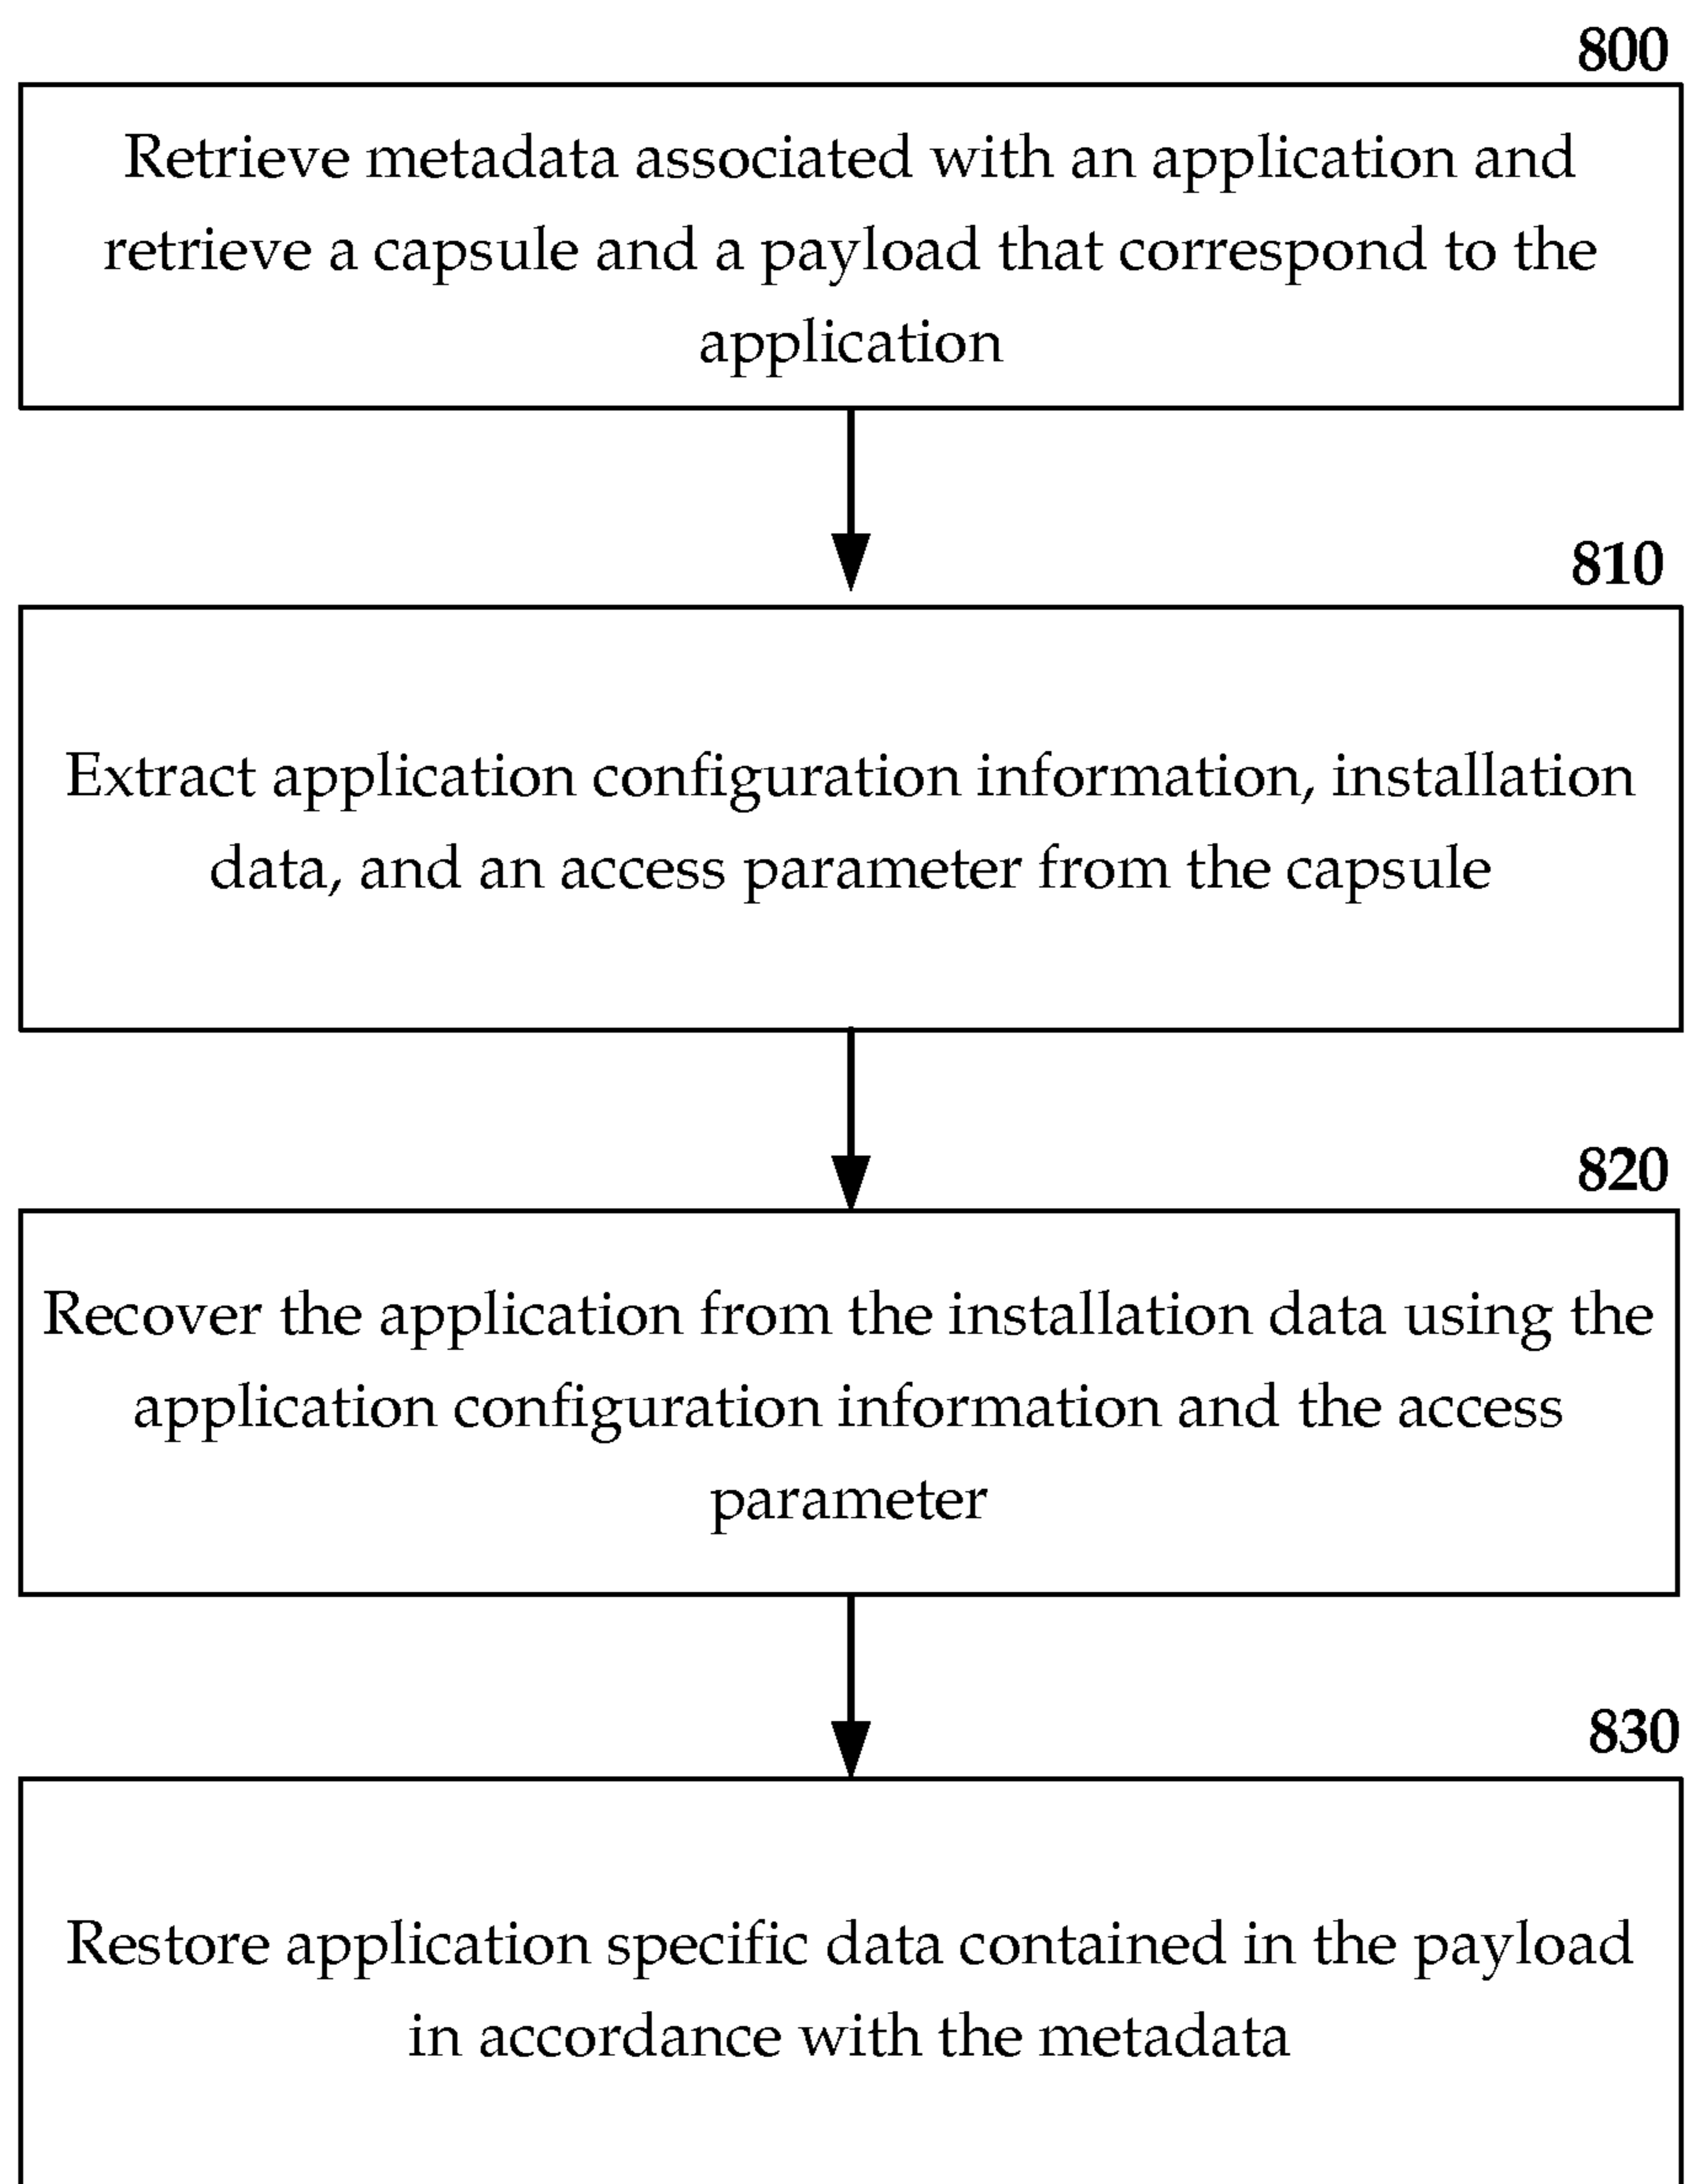 800
Retrieve metadata associated with an application and
retrieve a capsule and a payload that correspond to the
application
810
Extract application configuration information, installation
data, and an access parameter from the capsule
820
Recover the application from the installation data using the
application configuration information and the access
parameter
830
Restore application specific data contained in the payload
in accordance with the metadata